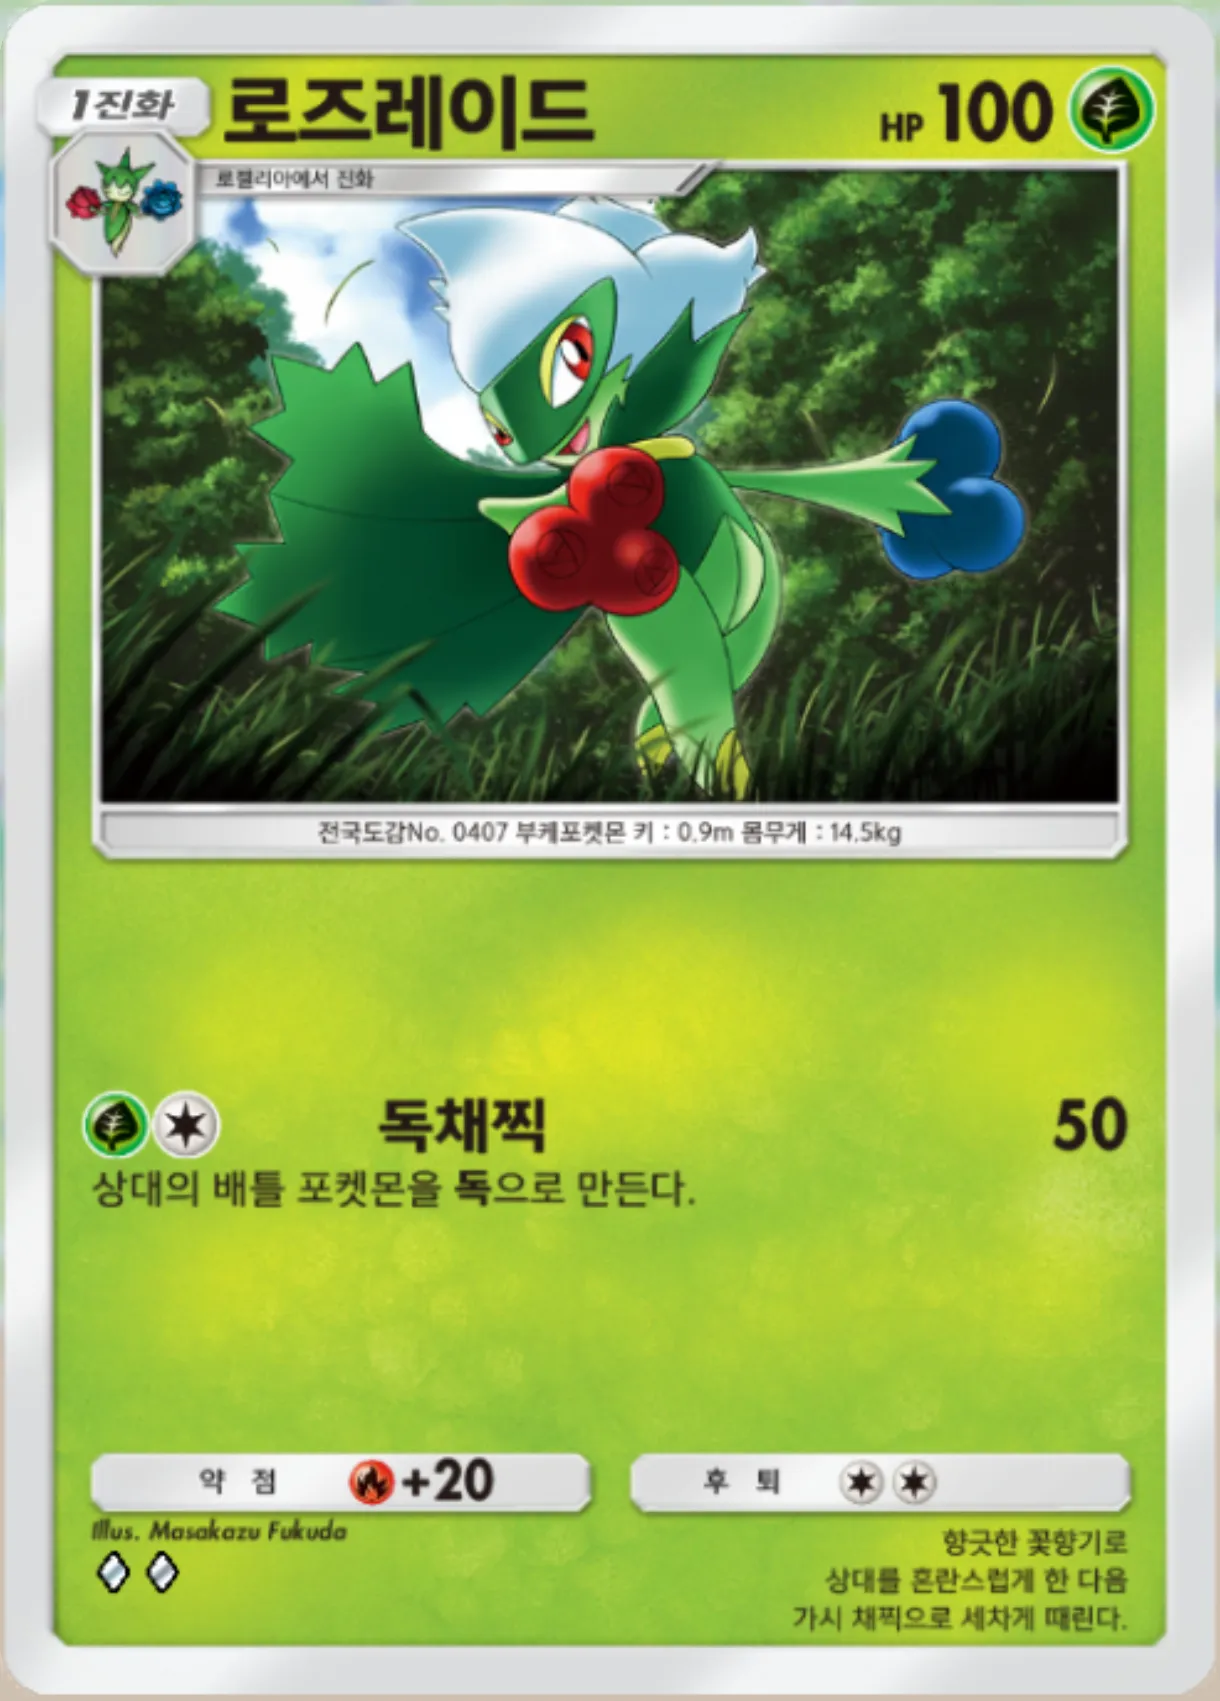 1진화
로즈레이드
HP 100
로젤리아에서 진화
전국도감No. 0407 부케포켓몬 키 : 0.9m 몸무게 : 14.5kg
독채찍 50
상대의 배틀 포켓몬을 독으로 만든다.
약 점 +20
후 퇴
Illus. Masakazu Fukuda
향긋한 꽃향기로
상대를 혼란스럽게 한 다음
가시 채찍으로 세차게 때린다.